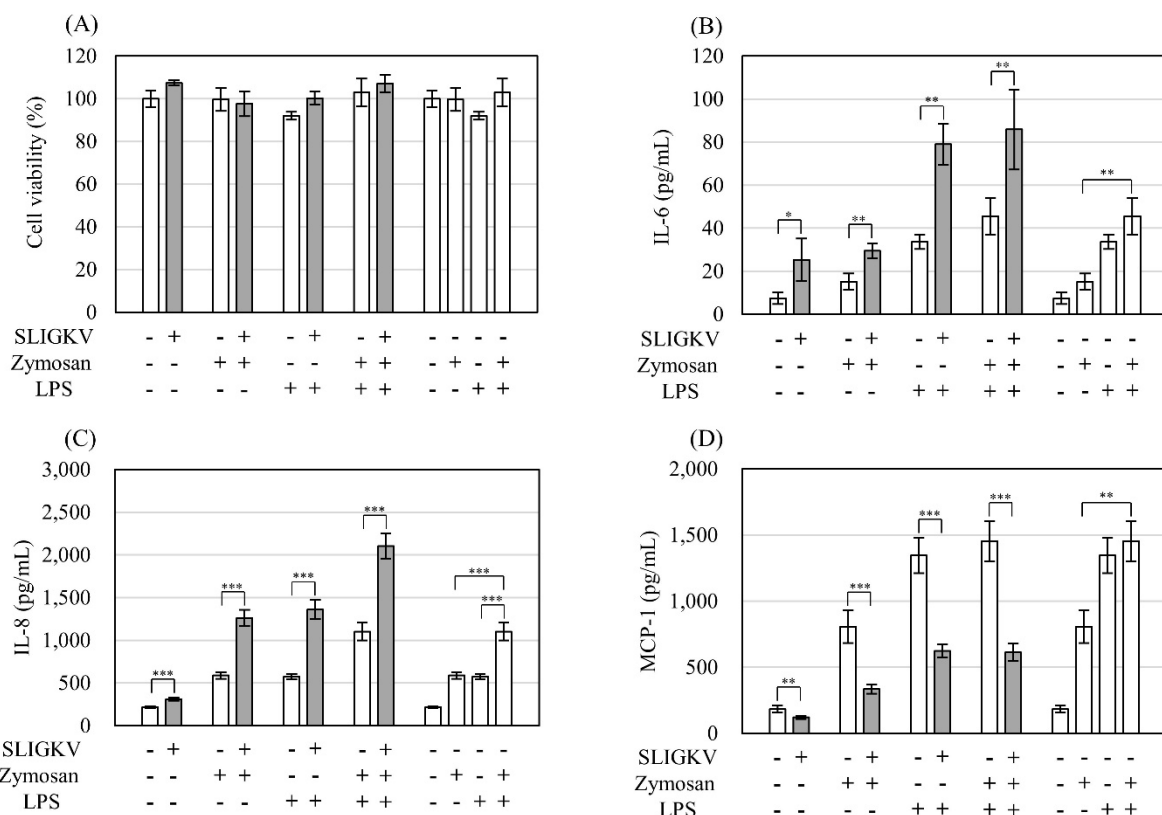 (A)
Cell viability (%)
120
100
80
60
40
20
0
SLIGKV - + - + - + - + - - - -
Zymosan - - + + - - + + - + - +
LPS - - - - + + + + - - + +
(B)
IL-6 (pg/mL)
120
100
80
60
40
20
0
* ** ** ** **
SLIGKV - + - + - + - + - - - -
Zymosan - - + + - - + + - + - +
LPS - - - - + + + + - - + +
(C)
IL-8 (pg/mL)
3,000
2,500
2,000
1,500
1,000
500
0
*** *** *** *** *** ***
SLIGKV - + - + - + - + - - - -
Zymosan - - + + - - + + - + - +
LPS - - - - + + + + - - + +
(D)
MCP-1 (pg/mL)
2,000
1,500
1,000
500
0
** *** *** *** **
SLIGKV - + - + - + - + - - - -
Zymosan - - + + - - + + - + - +
LPS - - - - + + + + - - + +